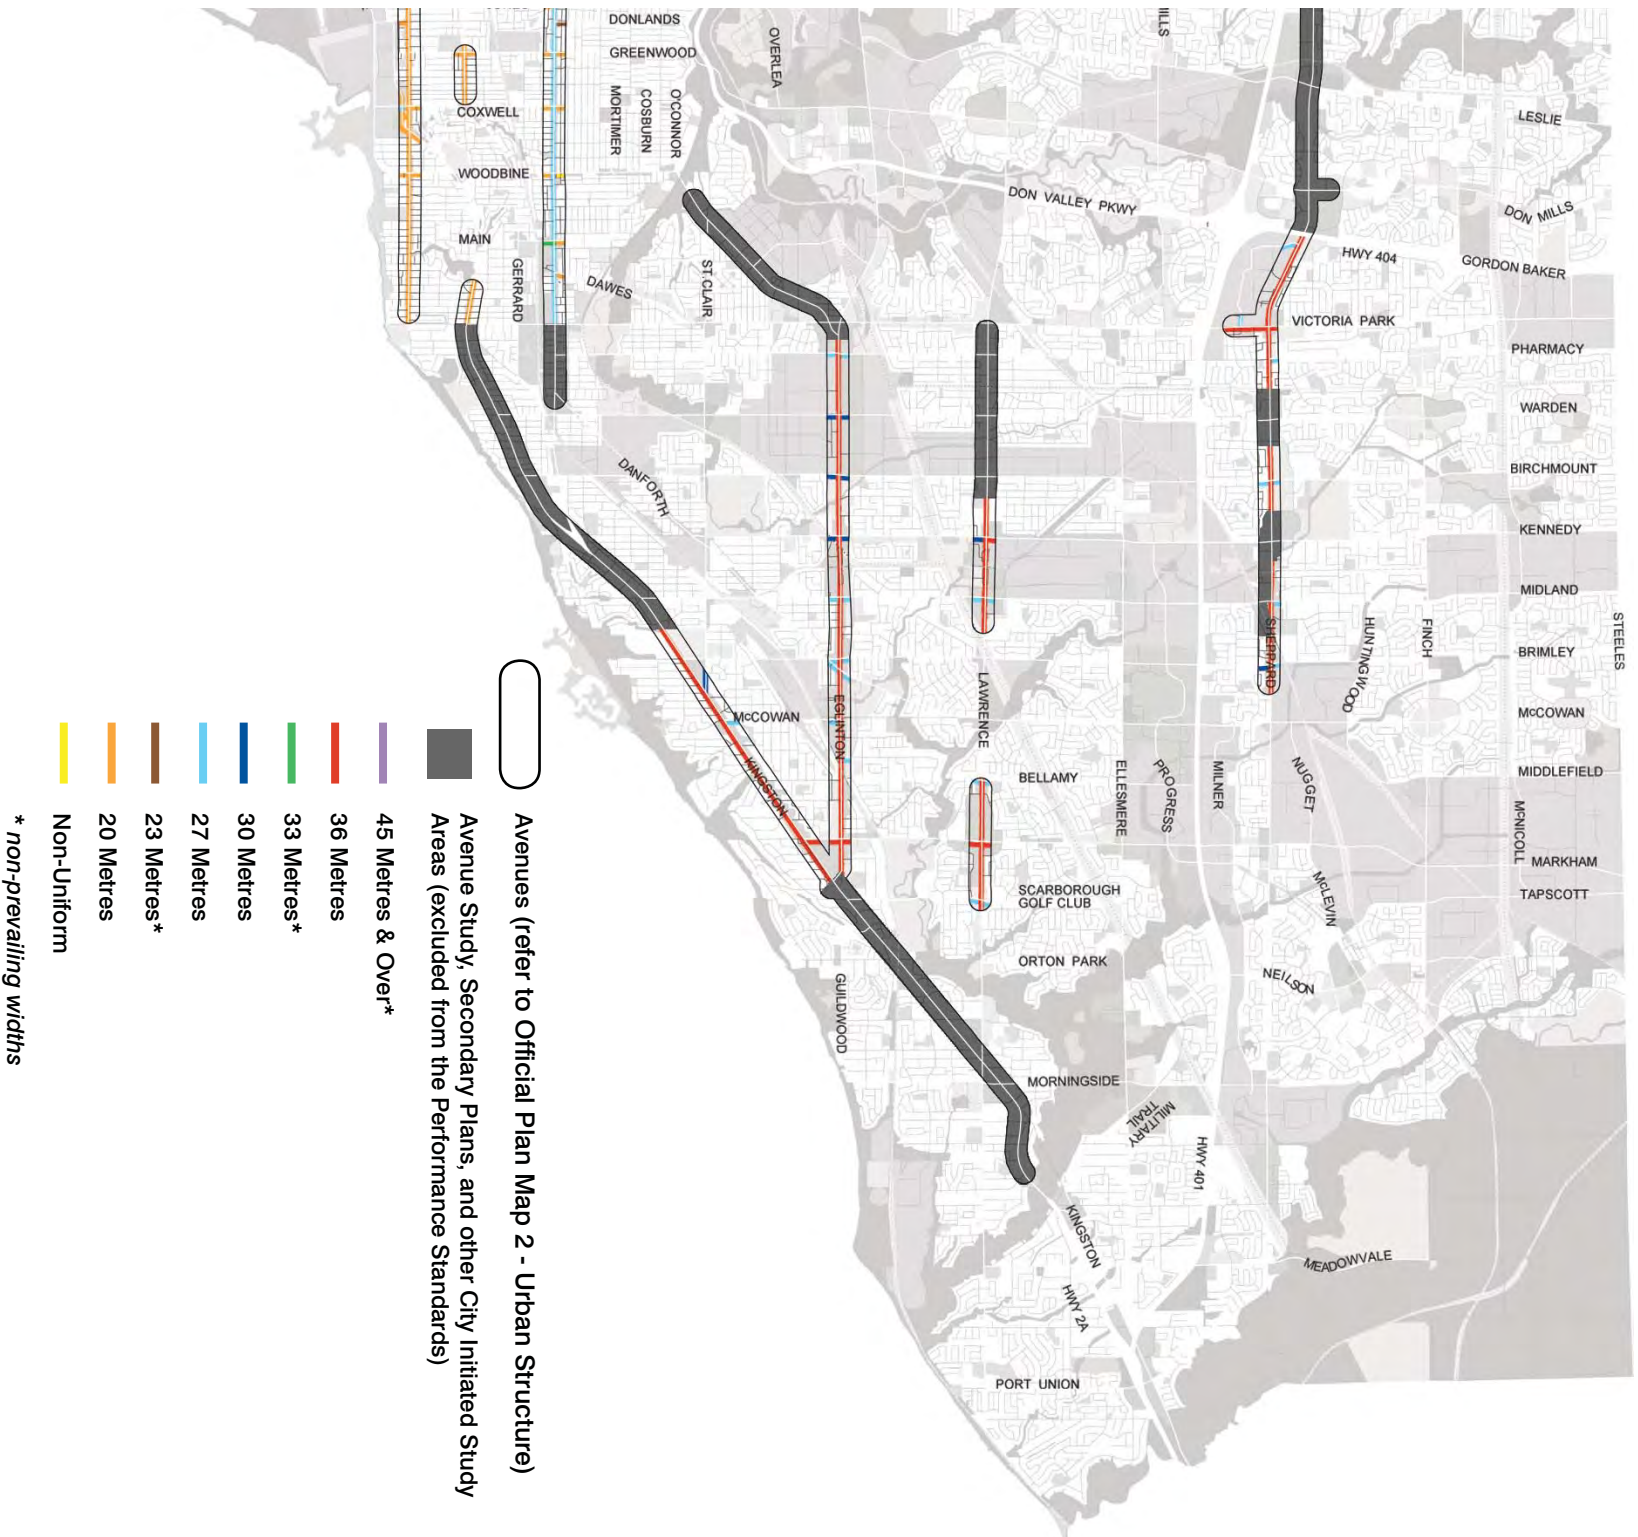 DONLANDS
GREENWOOD
COXWELL
WOODBINE
MAIN
GERRARD
MORTIMER
COSBURN
O'CONNOR
OVERLEA
DAWES
ST.CLAIR
DANFORTH
DON VALLEY PKWY
LESLIE
DON MILLS
HWY 404
GORDON BAKER
VICTORIA PARK
PHARMACY
WARDEN
BIRCHMOUNT
KENNEDY
MIDLAND
BRIMLEY
McCOWAN
MIDDLEFIELD
McNICOLL
MARKHAM
TAPSCOTT
STEELES
FINCH
HUNTINGWOOD
SHEPPARD
LAWRENCE
EGLINTON
McCOWAN
KINGSTON
BELLAMY
ELLESMERE
PROGRESS
MILNER
NUGGET
McLEVIN
NEILSON
SCARBOROUGH
GOLF CLUB
ORTON PARK
GUILDWOOD
MORNINGSIDE
MILITARY
TRAIL
HWY 401
KINGSTON
HWY 2A
MEADOWVALE
PORT UNION
Avenues (refer to Official Plan Map 2 - Urban Structure)
Avenue Study, Secondary Plans, and other City Initiated Study
Areas (excluded from the Performance Standards)
45 Metres & Over*
36 Metres
33 Metres*
30 Metres
27 Metres
23 Metres*
20 Metres
Non-Uniform
* non-prevailing widths